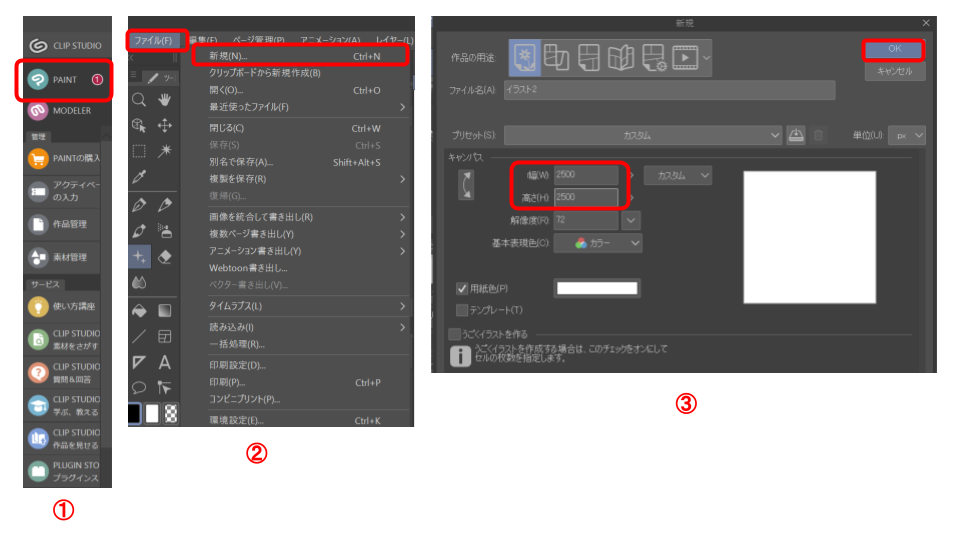 CLIP STUDIO
PAINT ①
MODELER
管理
PAINTの購入
アクティベー
の入力
作品管理
素材管理
サービス
使い方講座
CLIP STUDIO
素材をさがす
CLIP STUDIO
質問&回答
CLIP STUDIO
学ぶ、教える
CLIP STUDIO
作品を見せる
PLUGIN STO
プラグインス
①
ファイル(F) 編集(E) ページ管理(P) アニメーション(A) レイヤー(L)
新規(N)... Ctrl+N
クリップボードから新規作成(B)
開く(O)... Ctrl+O
最近使ったファイル(F)
閉じる(C) Ctrl+W
保存(S) Ctrl+S
別名で保存(A)... Shift+Alt+S
複製を保存(R)
復帰(G)...
画像を統合して書き出し(R)
複数ページ書き出し(Y)
アニメーション書き出し(Y)
Webtoon書き出し...
ベクター書き出し(V)...
タイムラプス(L)
読み込み(I)
一括処理(R)...
印刷設定(D)...
印刷(P)... Ctrl+P
コンビニプリント(P)...
環境設定(E)... Ctrl+K
②
新規
作品の用途
OK
キャンセル
ファイル名(A) イラスト2
プリセット(S) カスタム 単位(U) px
キャンバス
幅(W) 2500 カスタム
高さ(H) 2500
解像度(R) 72
基本表現色(C) カラー
用紙色(P)
テンプレート(T)
うごくイラストを作る
うごくイラストを作成する場合は、このチェックをオンにして
セルの枚数を指定します。
③